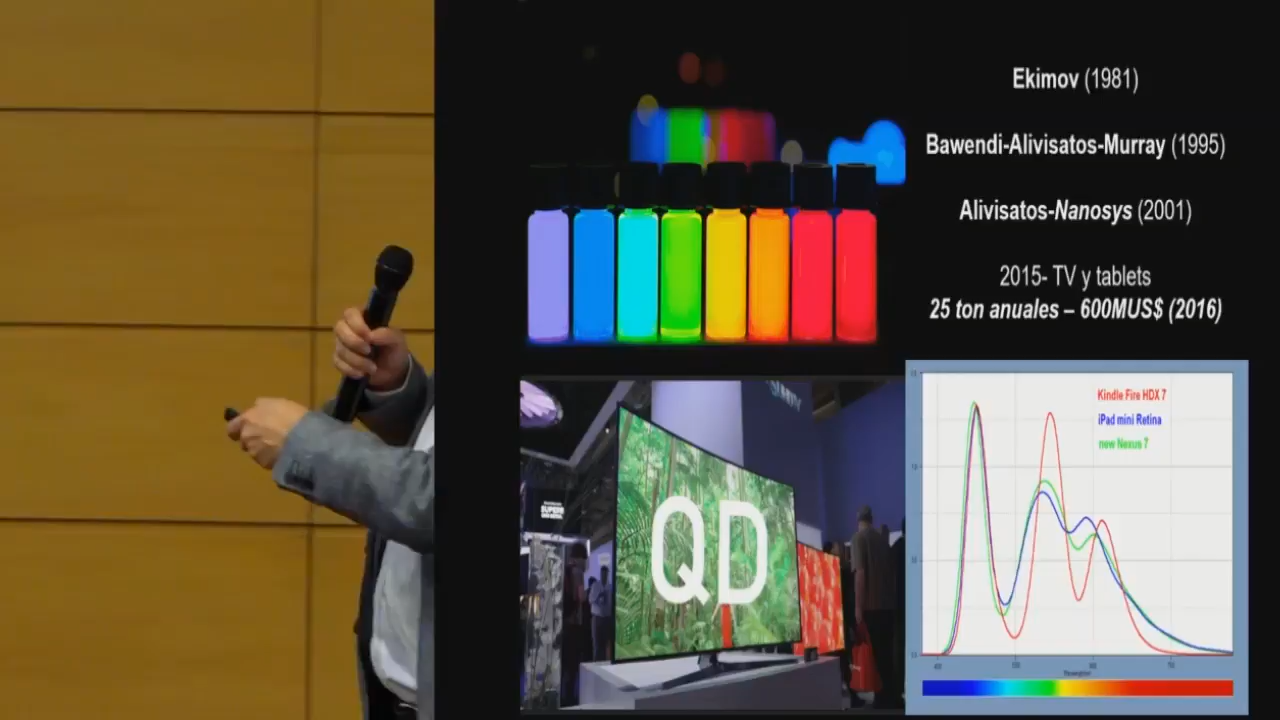 Ekimov (1981)
Bawendi-Alivisatos-Murray (1995)
Alivisatos-Nanosys (2001)
2015- TV y tablets
25 ton anuales – 600MUS$ (2016)
QD
Kindle Fire HDX 7
iPad mini Retina
new Nexus 7